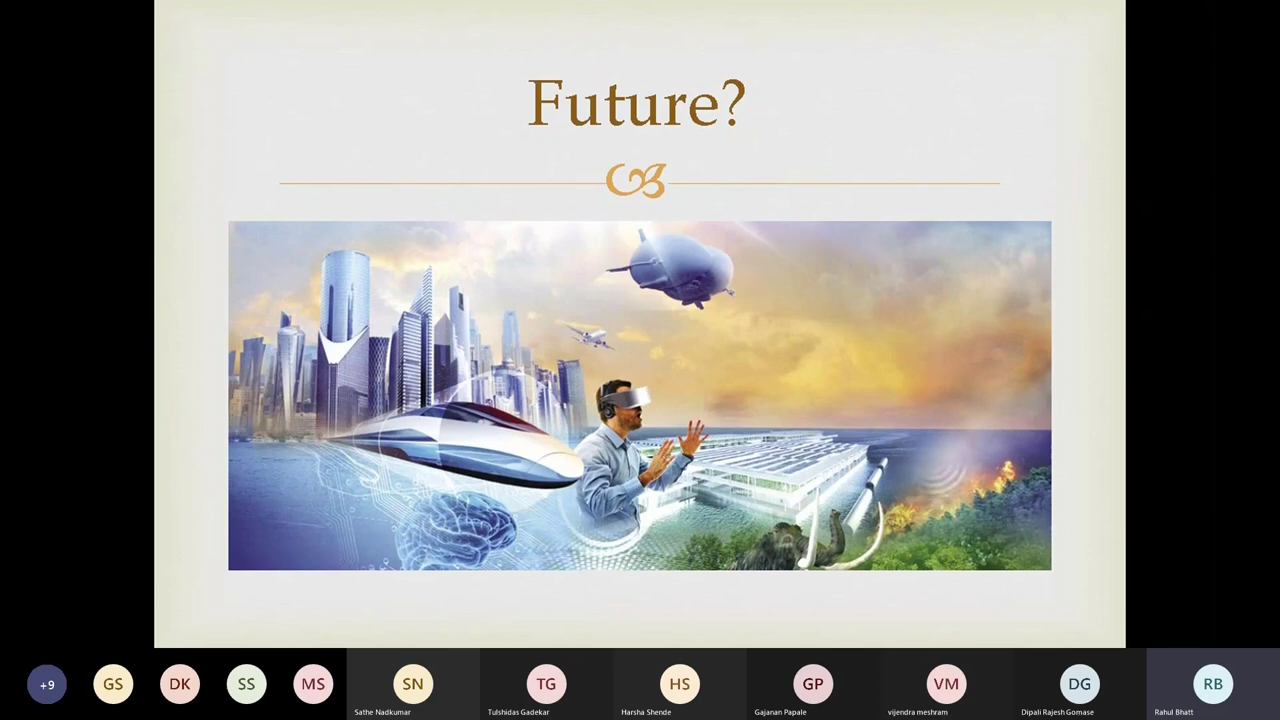 Future?
+9
GS
DK
SS
MS
SN
TG
HS
GP
VM
DG
RB
Sathe Nadkumar
Tulshidas Gadekar
Harsha Shende
Gajanan Papale
vijendra meshram
Dipali Rajesh Gomase
Rahul Bhatt